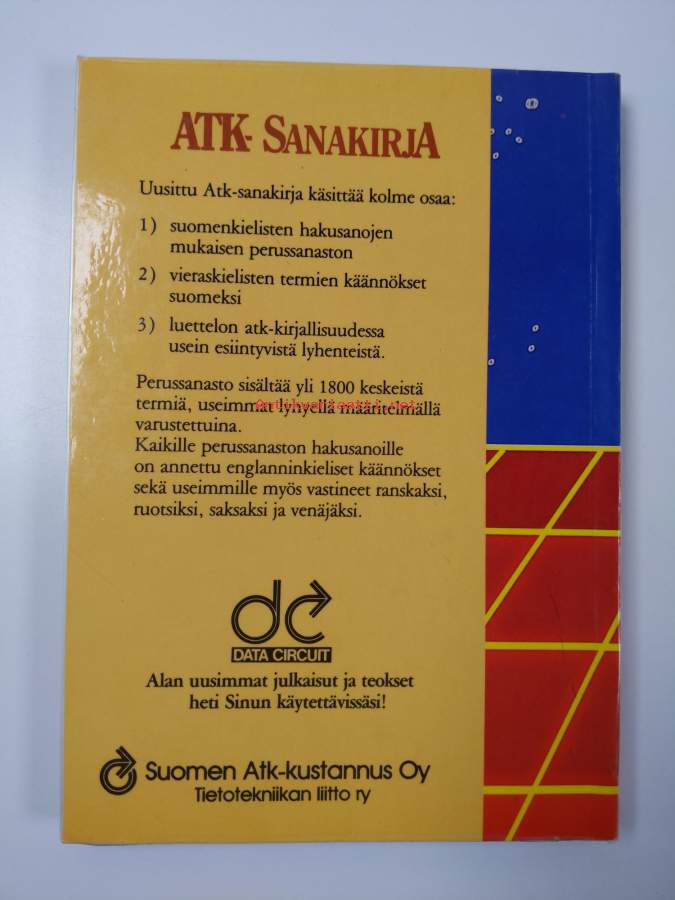 ATK-SANAKIRJA
Uusittu Atk-sanakirja käsittää kolme osaa:
1) suomenkielisten hakusanojen
mukaisen perussanaston
2) vieraskielisten termien käännökset
suomeksi
3) luettelon atk-kirjallisuudessa
usein esiintyvistä lyhenteistä.
Perussanasto sisältää yli 1800 keskeistä
Antikvariaatti.net
termiä, useimmat lyhyellä määritelmällä
varustettuina.
Kaikille perussanaston hakusanoille
on annettu englanninkieliset käännökset
sekä useimmille myös vastineet ranskaksi,
ruotsiksi, saksaksi ja venäjäksi.
dc
DATA CIRCUIT
Alan uusimmat julkaisut ja teokset
heti Sinun käytettävissäsi!
Suomen Atk-kustannus Oy
Tietotekniikan liitto ry